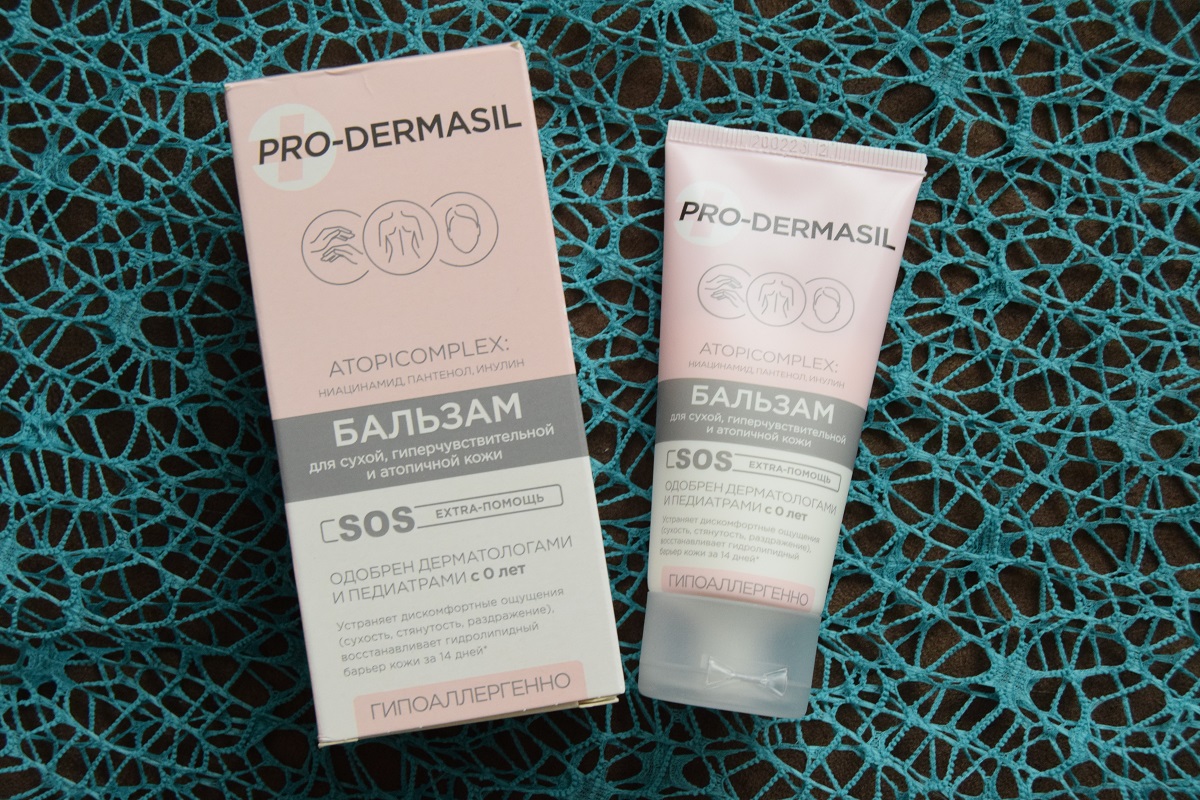 PRO-DERMASIL
ATOPICOMPLEX:
НИАЦИНАМИД, ПАНТЕНОЛ, ИНУЛИН
БАЛЬЗАМ
для сухой, гиперчувствительной
и атопичной кожи
SOS EXTRA-ПОМОЩЬ
ОДОБРЕН ДЕРМАТОЛОГАМИ
И ПЕДИАТРАМИ с 0 лет
Устраняет дискомфортные ощущения
(сухость, стянутость, раздражение),
восстанавливает гидролипидный
барьер кожи за 14 дней*
ГИПОАЛЛЕРГЕННО
PRO-DERMASIL
ATOPICOMPLEX:
НИАЦИНАМИД, ПАНТЕНОЛ, ИНУЛИН
БАЛЬЗАМ
для сухой, гиперчувствительной
и атопичной кожи
SOS EXTRA-ПОМОЩЬ
ОДОБРЕН ДЕРМАТОЛОГАМИ
И ПЕДИАТРАМИ с 0 лет
Устраняет дискомфортные ощущения
(сухость, стянутость, раздражение),
восстанавливает гидролипидный
барьер кожи за 14 дней*
ГИПОАЛЛЕРГЕННО